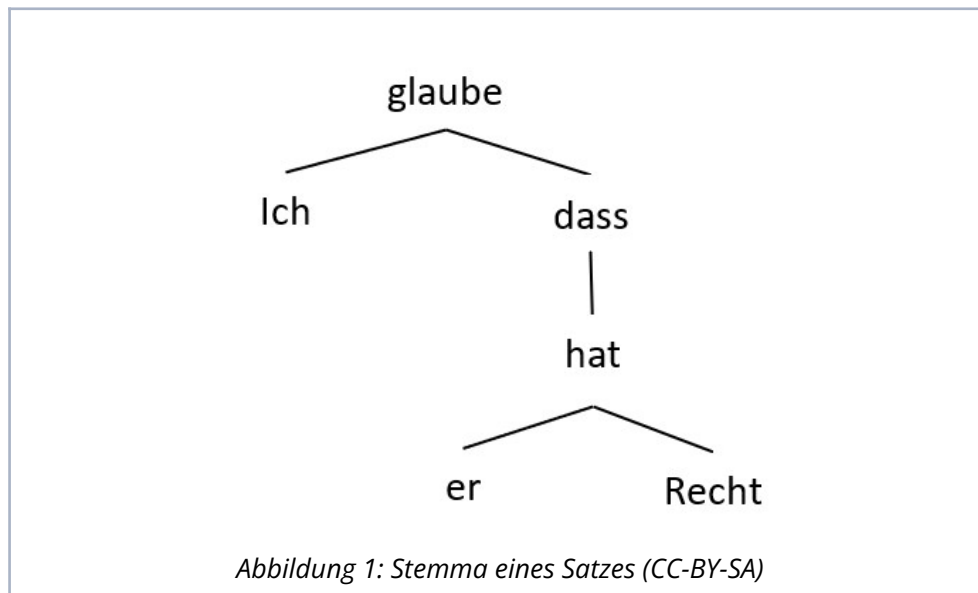 glaube
Ich dass
hat
er Recht
Abbildung 1: Stemma eines Satzes (CC-BY-SA)